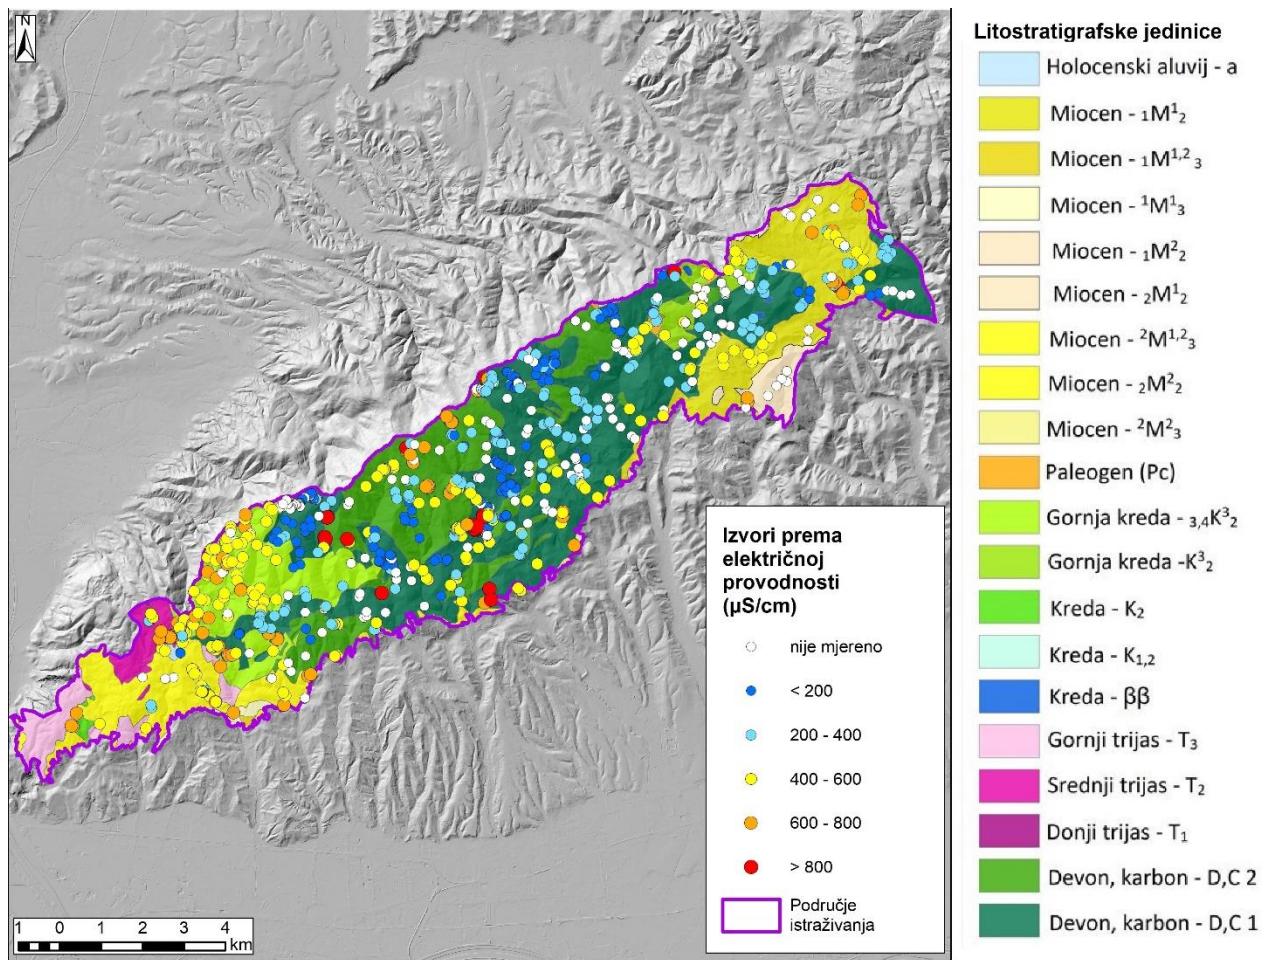 N
Izvori prema
električnoj
provodnosti
(µS/cm)
nije mjereno
< 200
200 - 400
400 - 600
600 - 800
> 800
Područje
istraživanja
1 0 1 2 3 4
km
Litostratigrafske jedinice
Holocenski aluvij - a
Miocen - ₁M¹₂
Miocen - ₁M¹,²₃
Miocen - ¹M¹₃
Miocen - ₁M²₂
Miocen - ₂M¹₂
Miocen - ²M¹,²₃
Miocen - ₂M²₂
Miocen - ²M²₃
Paleogen (Pc)
Gornja kreda - ₃,₄K³₂
Gornja kreda -K³₂
Kreda - K₂
Kreda - K₁,₂
Kreda - ββ
Gornji trijas - T₃
Srednji trijas - T₂
Donji trijas - T₁
Devon, karbon - D,C 2
Devon, karbon - D,C 1